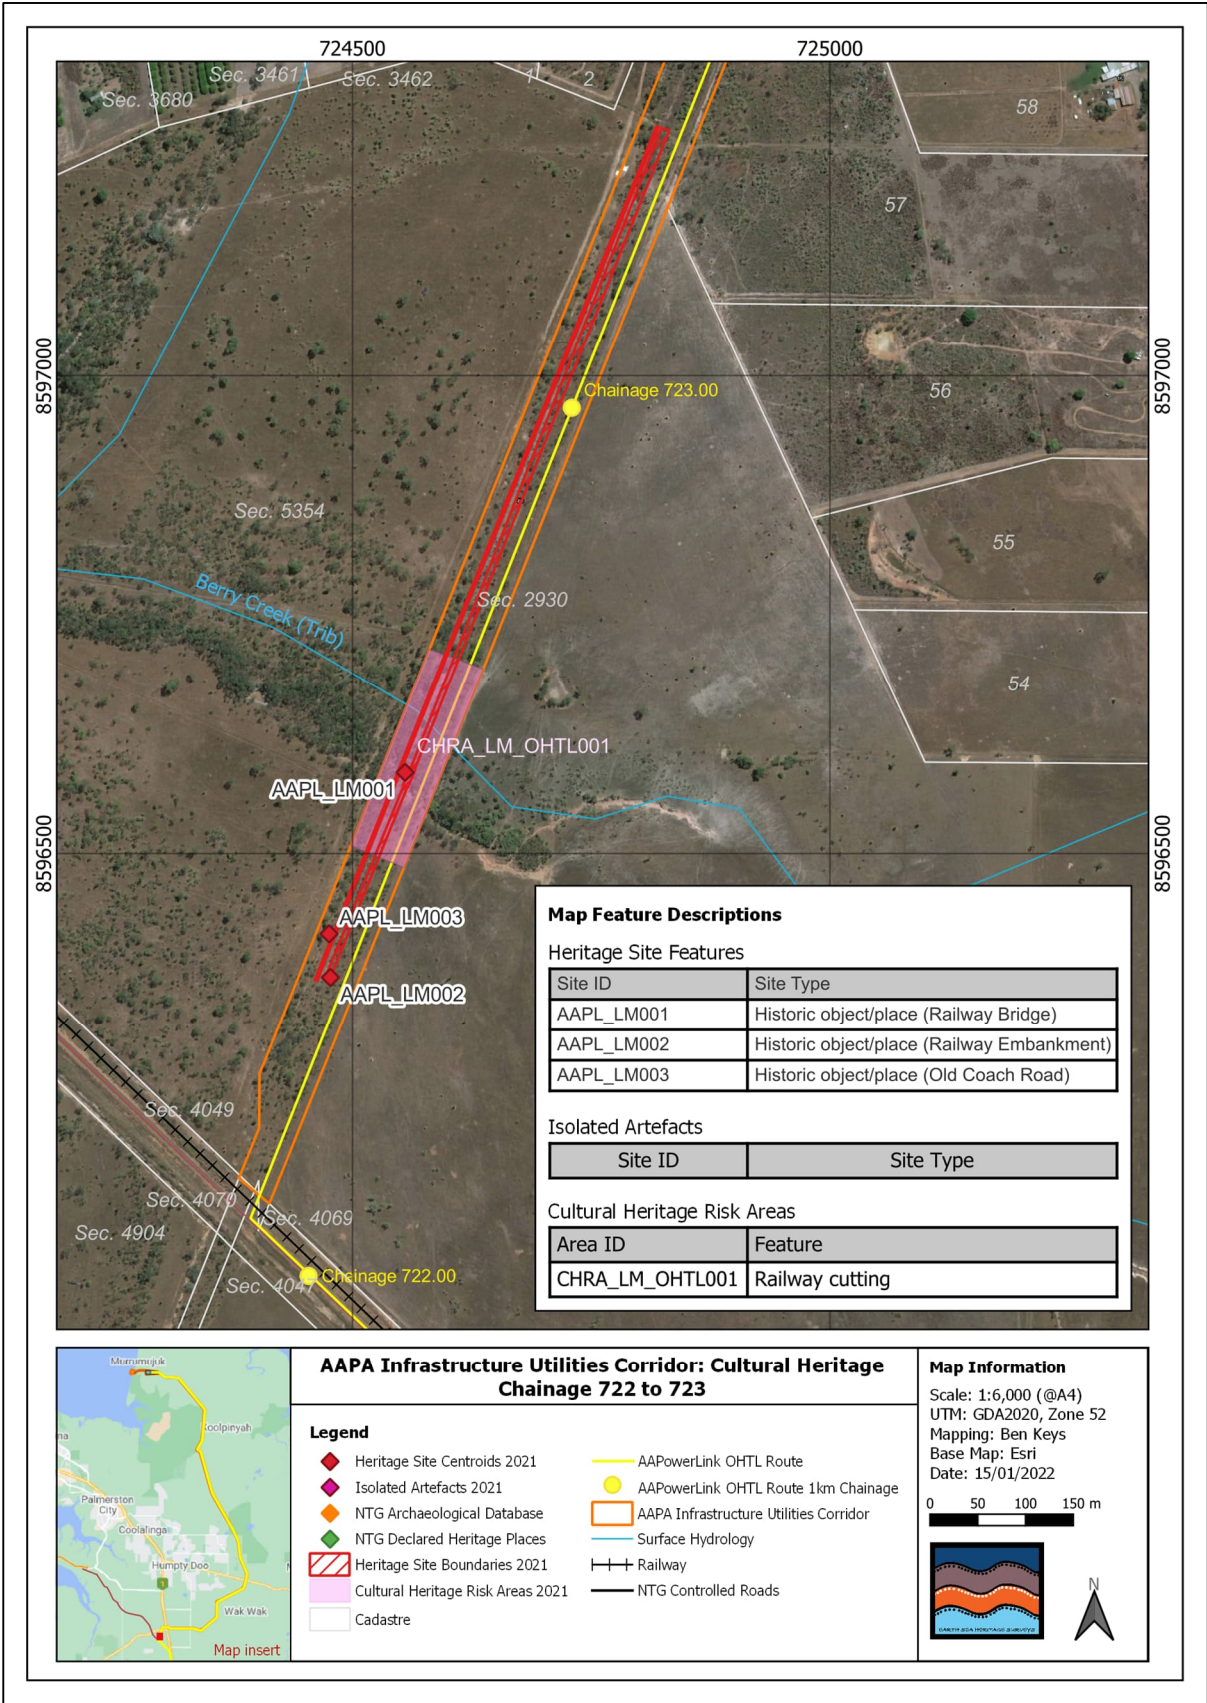 724500
725000
Sec. 3461
Sec. 3462
1
2
Sec. 3680
58
57
8597000
8597000
Chainage 723.00
56
Sec. 5354
55
Berry Creek (Trib)
Sec. 2930
54
CHRA_LM_OHTL001
AAPL_LM001
8596500
8596500
AAPL_LM003
AAPL_LM002
Sec. 4049
Sec. 4070
Sec. 4069
Sec. 4904
Chainage 722.00
Sec. 4047
Map Feature Descriptions
Heritage Site Features
Site ID Site Type
AAPL_LM001 Historic object/place (Railway Bridge)
AAPL_LM002 Historic object/place (Railway Embankment)
AAPL_LM003 Historic object/place (Old Coach Road)
Isolated Artefacts
Site ID Site Type
Cultural Heritage Risk Areas
Area ID Feature
CHRA_LM_OHTL001 Railway cutting
Murrumujuk
Koolpinyah
na
Palmerston
City
Coolalinga
Humpty Doo
1
Wak Wak
Map insert
AAPA Infrastructure Utilities Corridor: Cultural Heritage
Chainage 722 to 723
Legend
Heritage Site Centroids 2021
Isolated Artefacts 2021
NTG Archaeological Database
NTG Declared Heritage Places
Heritage Site Boundaries 2021
Cultural Heritage Risk Areas 2021
Cadastre
AAPowerLink OHTL Route
AAPowerLink OHTL Route 1km Chainage
AAPA Infrastructure Utilities Corridor
Surface Hydrology
Railway
NTG Controlled Roads
Map Information
Scale: 1:6,000 (@A4)
UTM: GDA2020, Zone 52
Mapping: Ben Keys
Base Map: Esri
Date: 15/01/2022
0 50 100 150 m
EARTH SEA HERITAGE SURVEYS
N